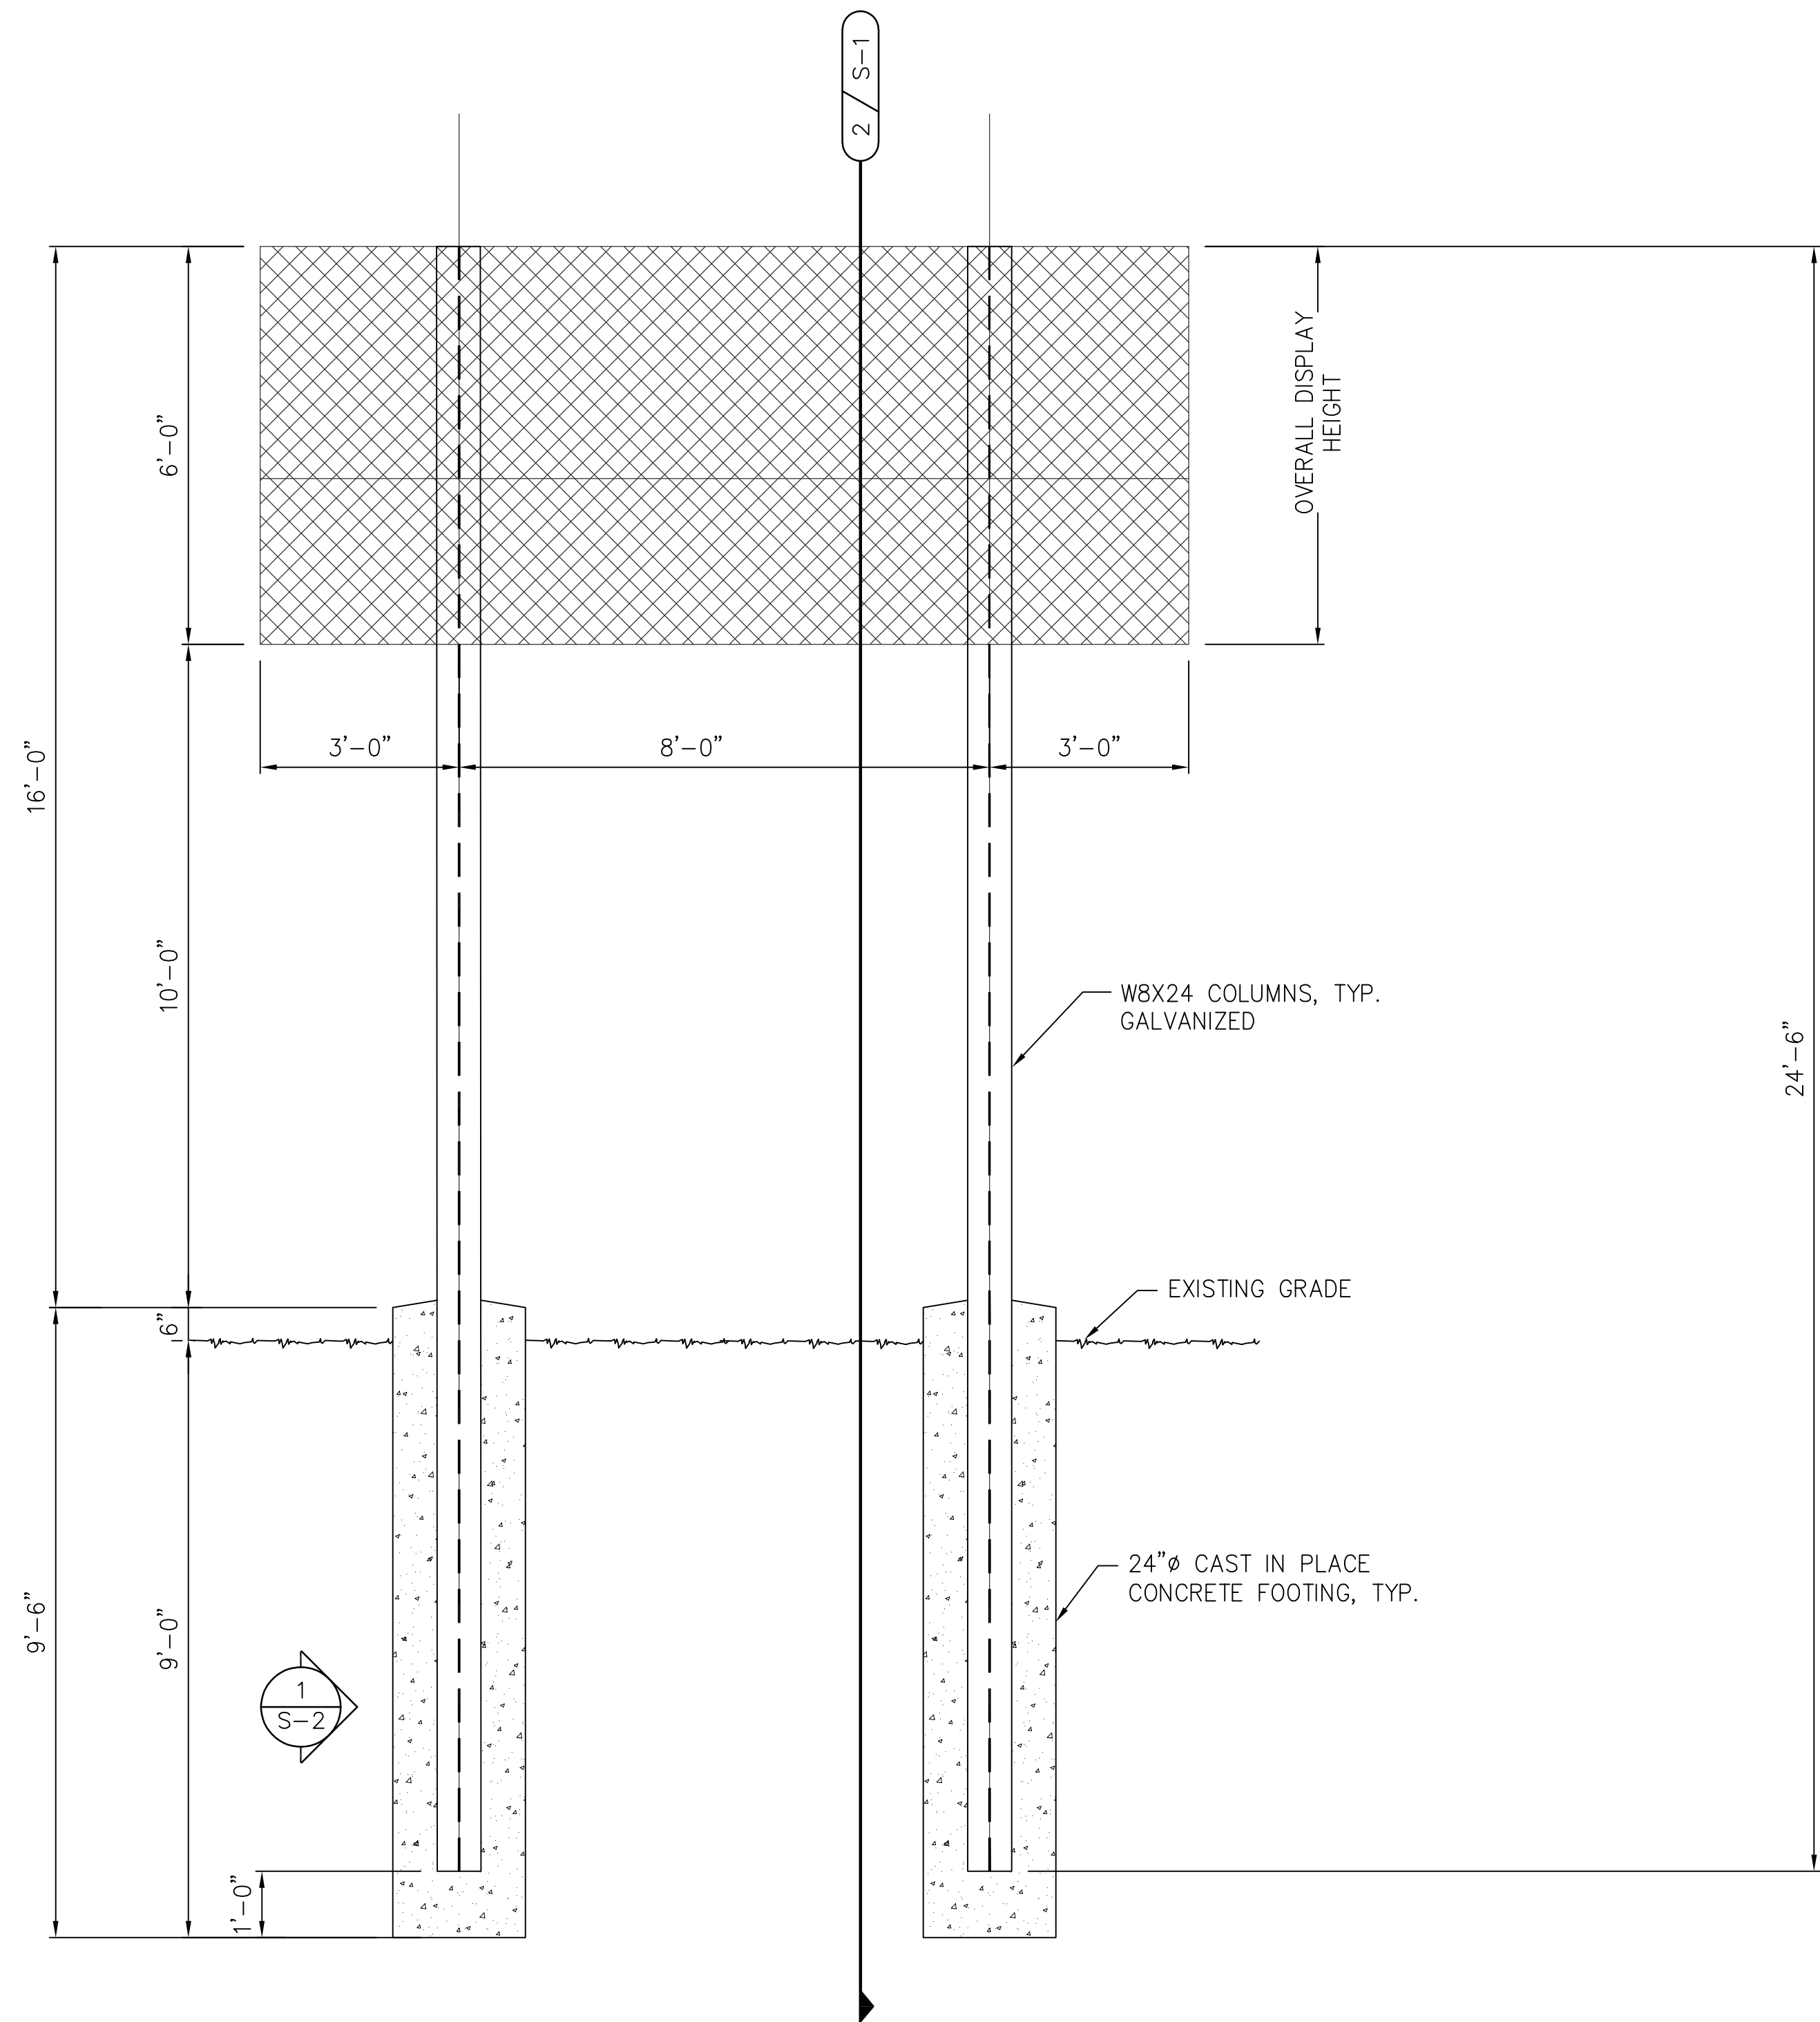 2 / S-1
6'-0"
OVERALL DISPLAY
HEIGHT
16'-0"
3'-0"
8'-0"
3'-0"
10'-0"
W8X24 COLUMNS, TYP.
GALVANIZED
24'-6"
6"
EXISTING GRADE
24"ø CAST IN PLACE
CONCRETE FOOTING, TYP.
9'-6"
9'-0"
1
S-2
1'-0"